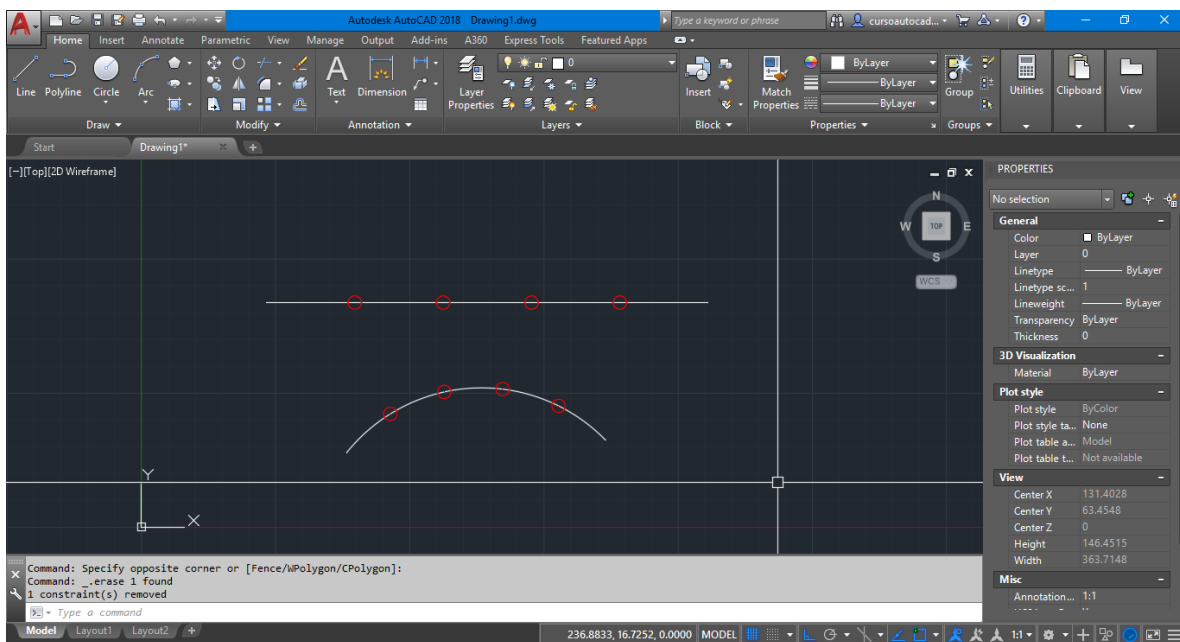 Autodesk AutoCAD 2018 Drawing1.dwg
Type a keyword or phrase
cursoautocad...
Home Insert Annotate Parametric View Manage Output Add-ins A360 Express Tools Featured Apps
0
ByLayer
Line Polyline Circle Arc
Text Dimension
Layer Properties
Insert
Match Properties
ByLayer
ByLayer
Group
Utilities Clipboard View
Draw Modify Annotation Layers Block Properties Groups
Start Drawing1* +
[−][Top][2D Wireframe]
N
W TOP E
S
WCS
Y
X
PROPERTIES
No selection
General
Color ByLayer
Layer 0
Linetype ByLayer
Linetype sc... 1
Lineweight ByLayer
Transparency ByLayer
Thickness 0
3D Visualization
Material ByLayer
Plot style
Plot style ByColor
Plot style ta... None
Plot table a... Model
Plot table t... Not available
View
Center X 131.4028
Center Y 63.4548
Center Z 0
Height 146.4515
Width 363.7148
Misc
Annotation... 1:1
Command: Specify opposite corner or [Fence/WPolygon/CPolygon]:
Command: _.erase 1 found
1 constraint(s) removed
Type a command
Model Layout1 Layout2 +
236.8833, 16.7252, 0.0000 MODEL 1:1